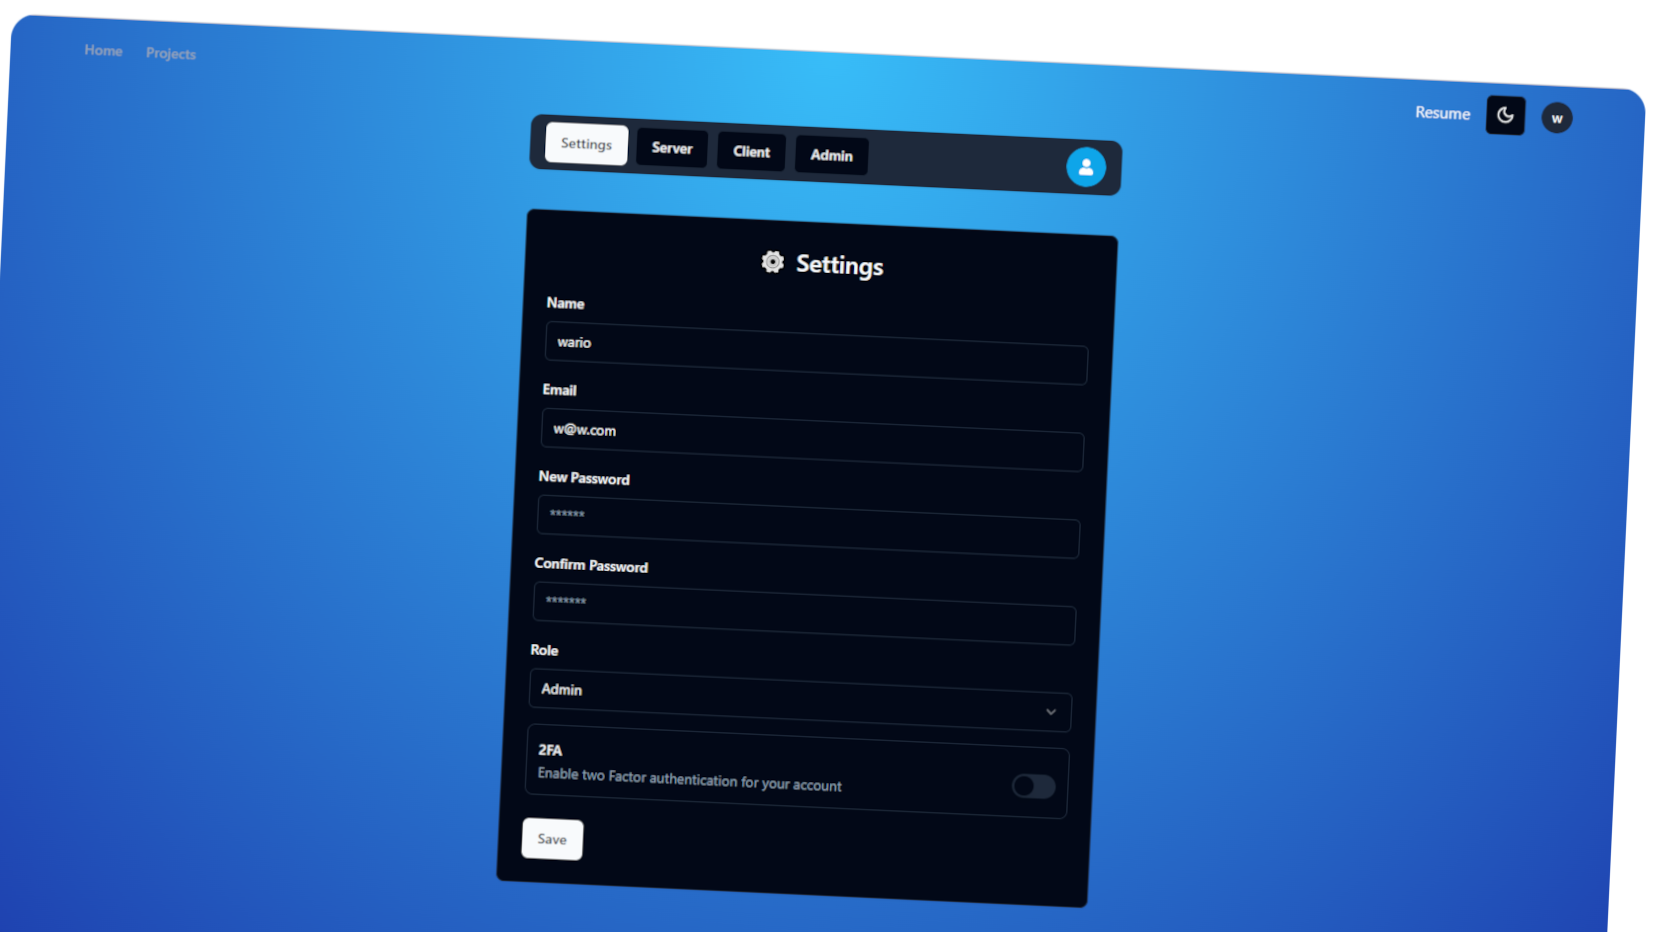 Home Projects
Resume w
Settings Server Client Admin
Settings
Name
wario
Email
w@w.com
New Password
******
Confirm Password
*******
Role
Admin
2FA
Enable two Factor authentication for your account
Save